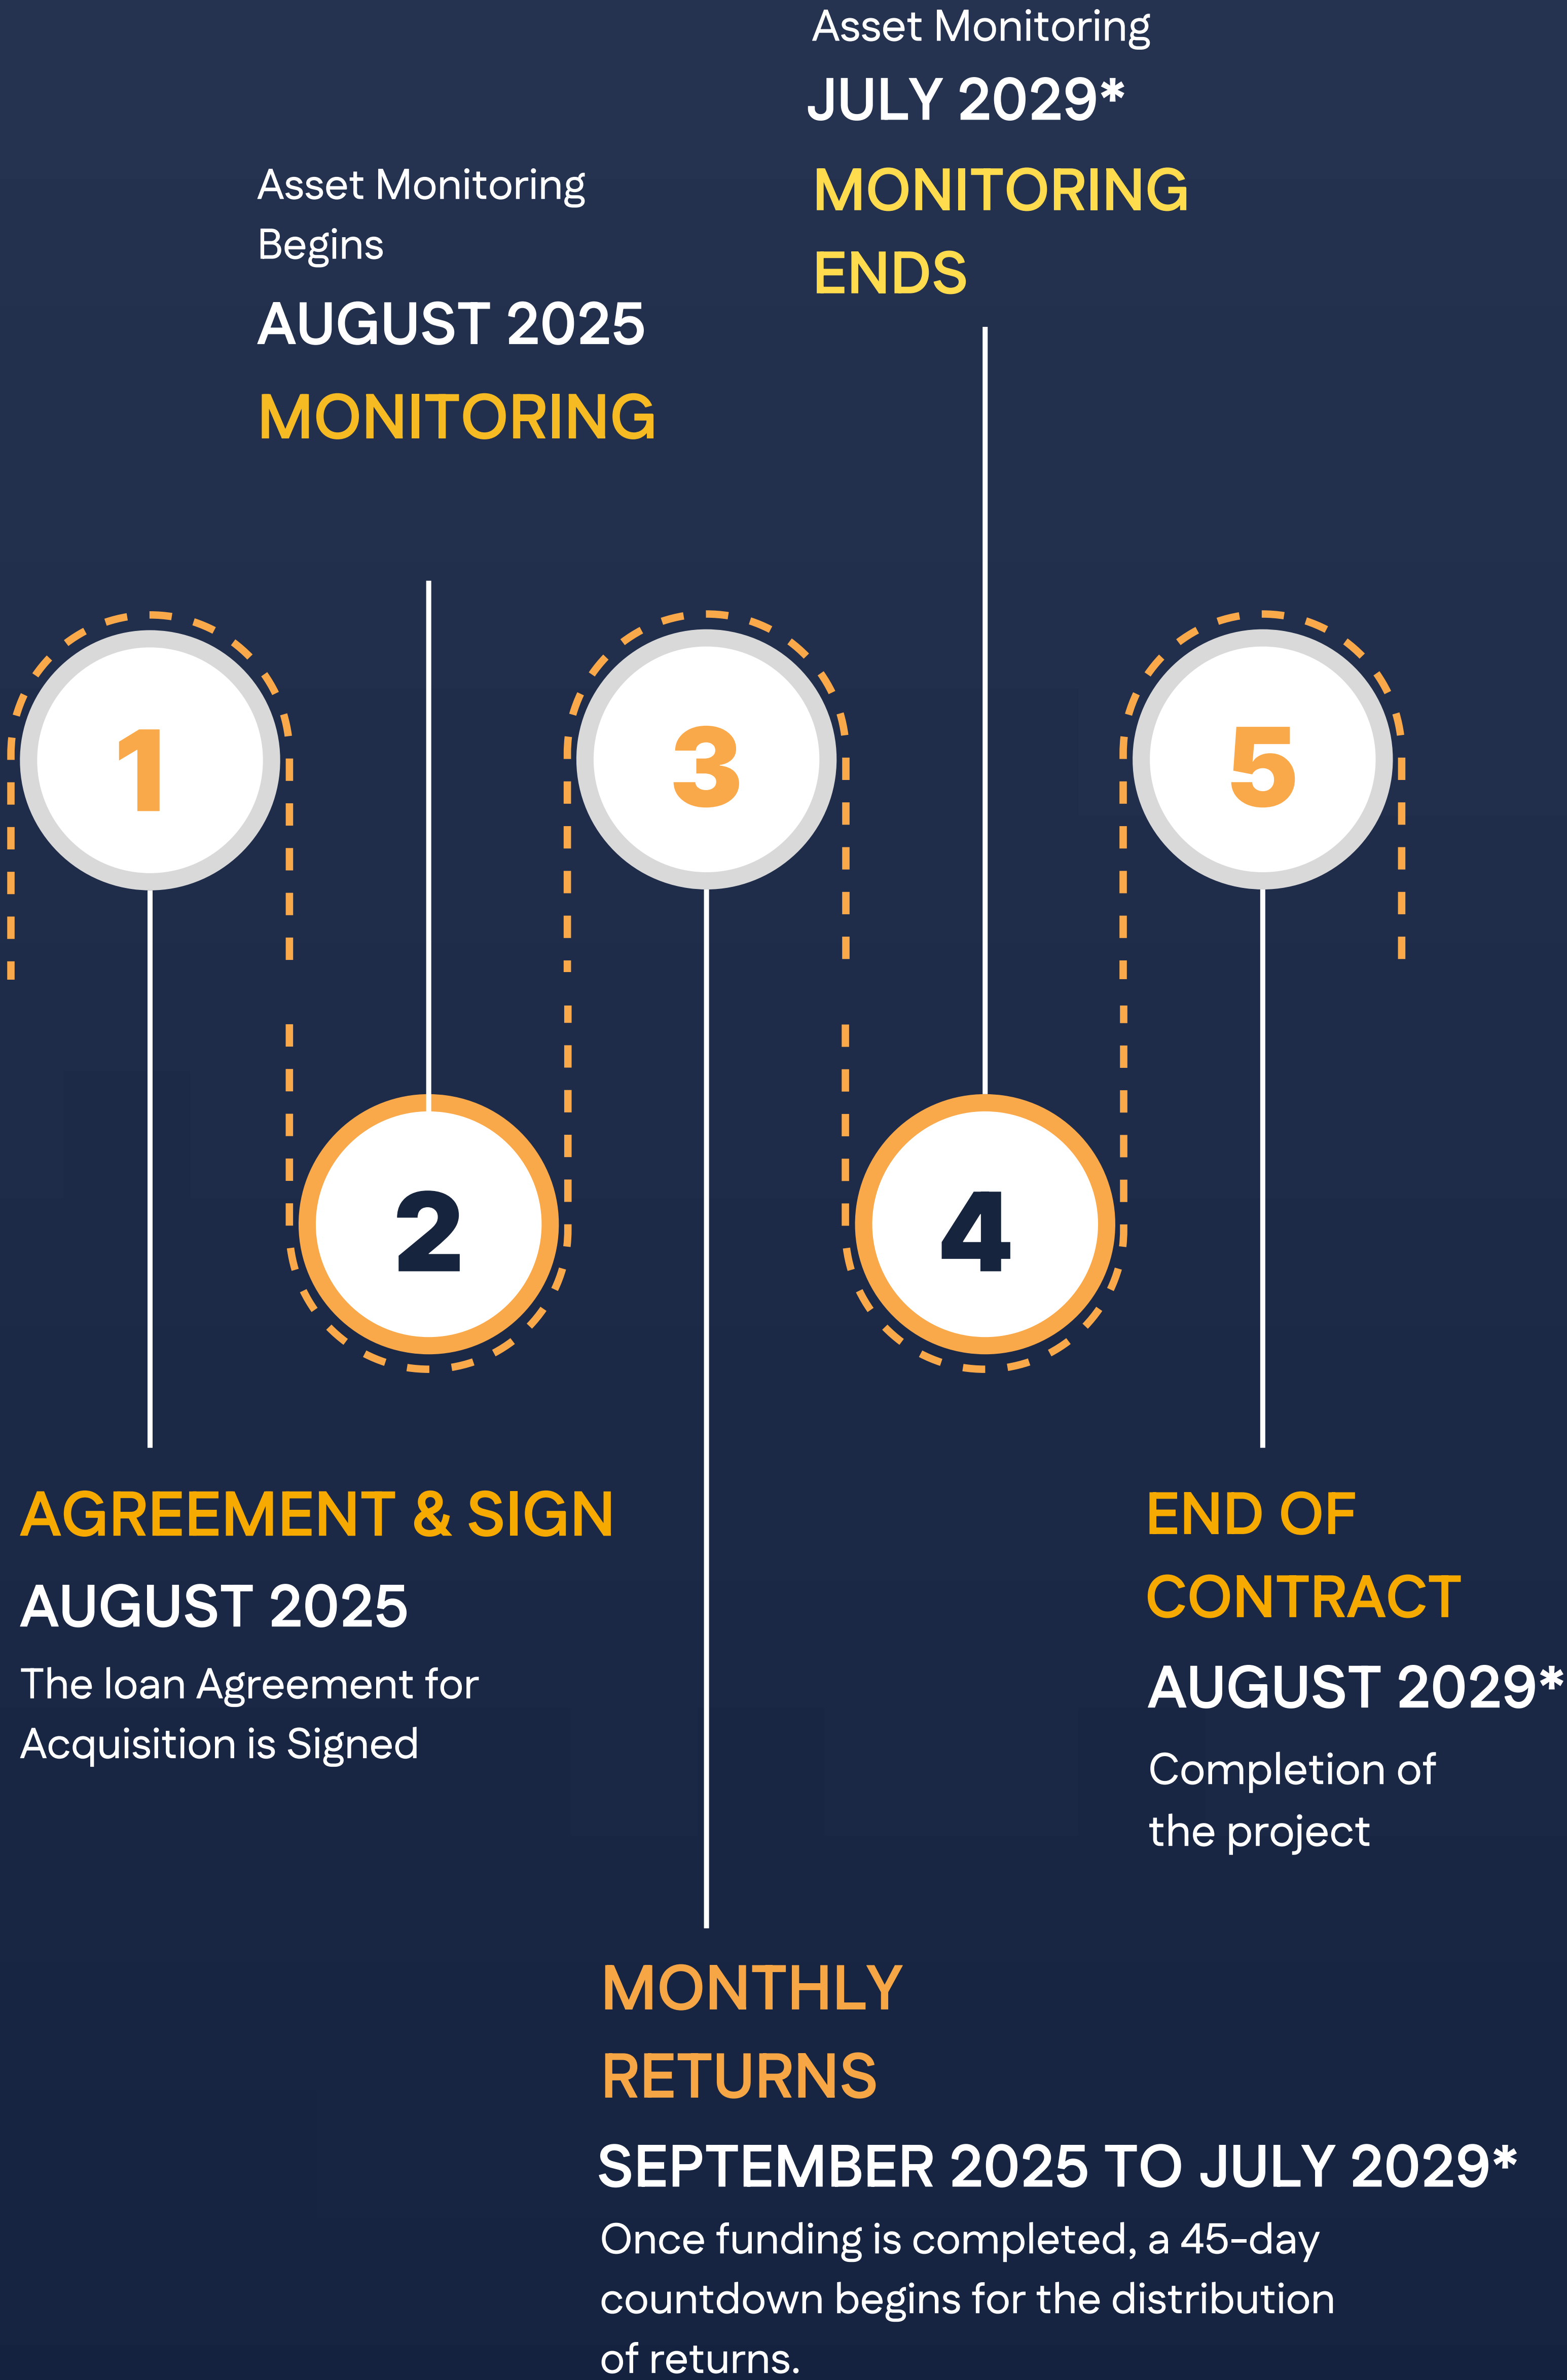 Asset Monitoring
JULY 2029*
MONITORING
ENDS
Asset Monitoring
Begins
AUGUST 2025
MONITORING
1
3
5
2
4
AGREEMENT & SIGN
AUGUST 2025
The loan Agreement for
Acquisition is Signed
END OF
CONTRACT
AUGUST 2029*
Completion of
the project
MONTHLY
RETURNS
SEPTEMBER 2025 TO JULY 2029*
Once funding is completed, a 45-day
countdown begins for the distribution
of returns.